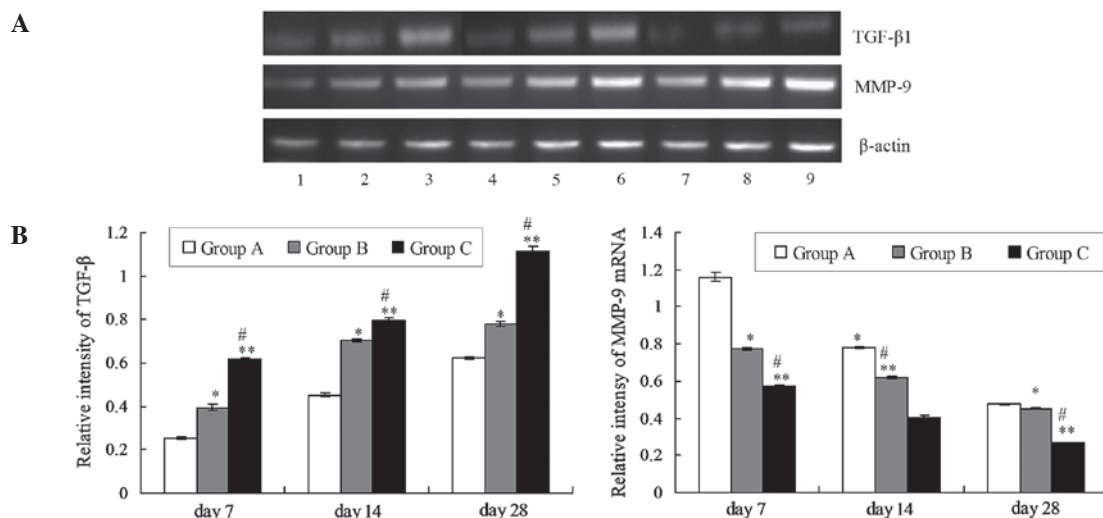 A
TGF-β1
MMP-9
β-actin
1 2 3 4 5 6 7 8 9
B
Relative intensity of TGF-β
1.2
1
0.8
0.6
0.4
0.2
0
Group A Group B Group C
*
#
**
*
#
**
*
#
**
day 7 day 14 day 28
Relative intensy of MMP-9 mRNA
1.4
1.2
1
0.8
0.6
0.4
0.2
0
Group A Group B Group C
*
#
**
*
#
**
*
#
**
day 7 day 14 day 28